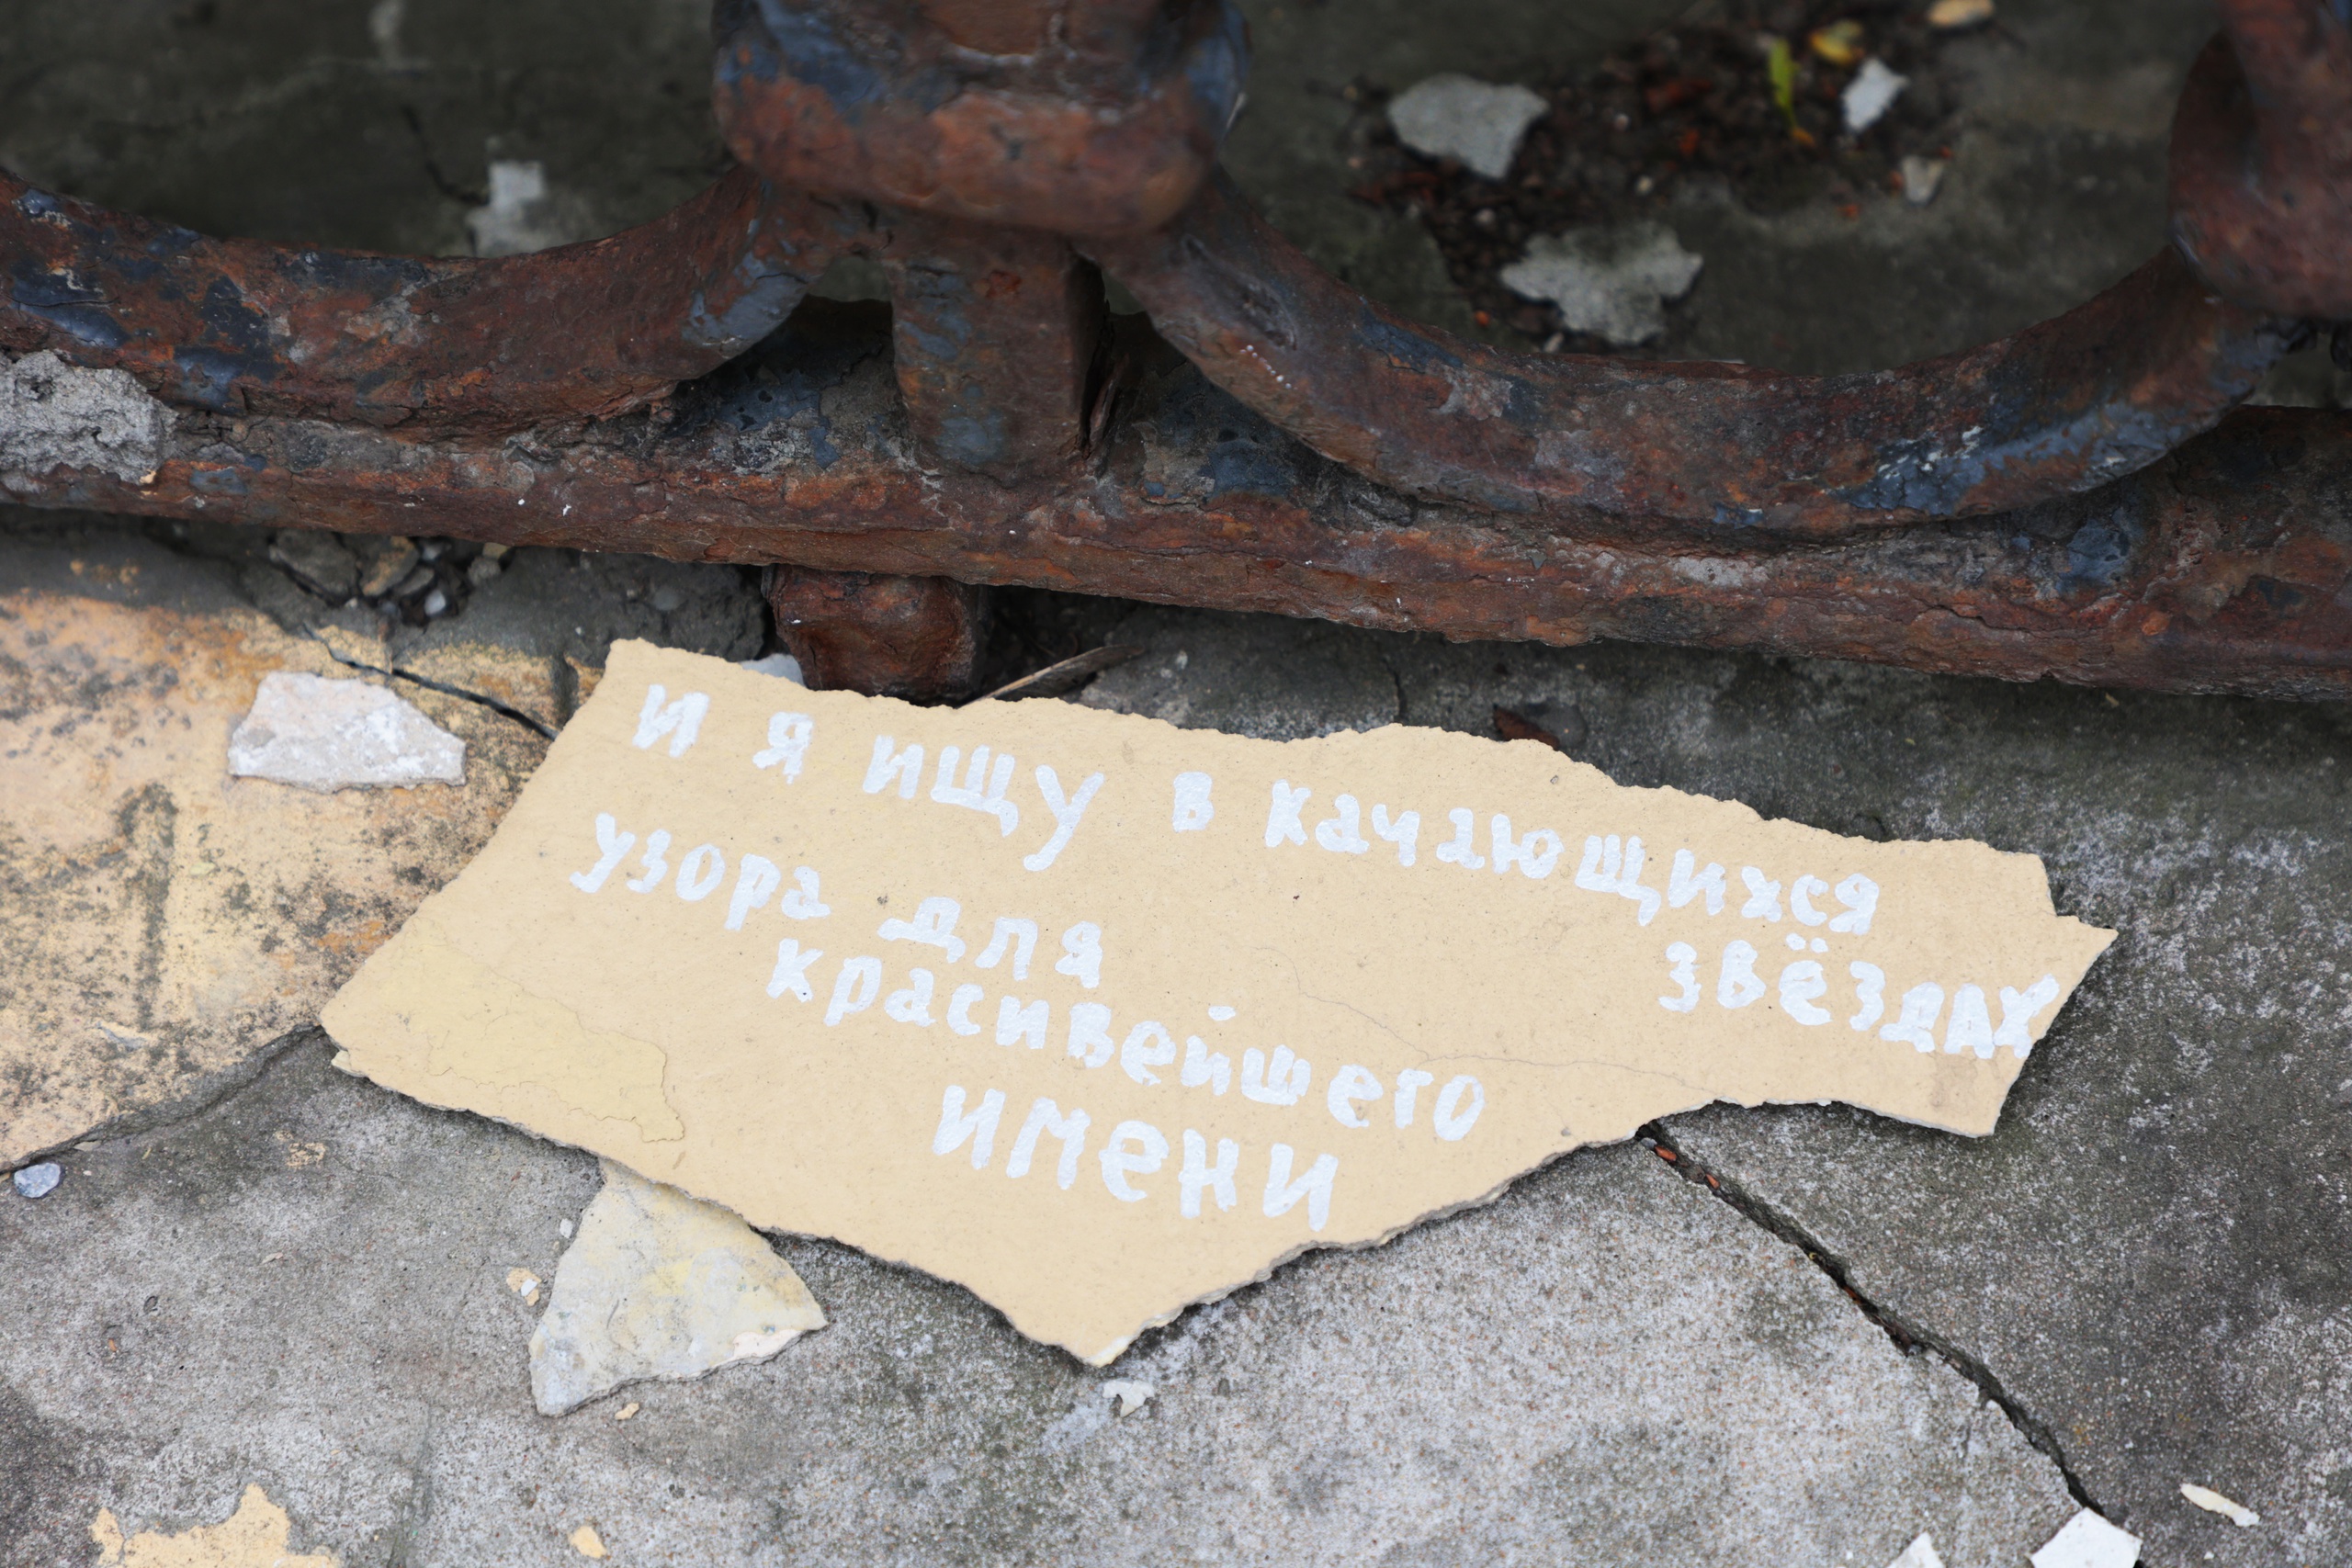 И я ищу в качающихся
звёздах
узора для
красивейшего
имени